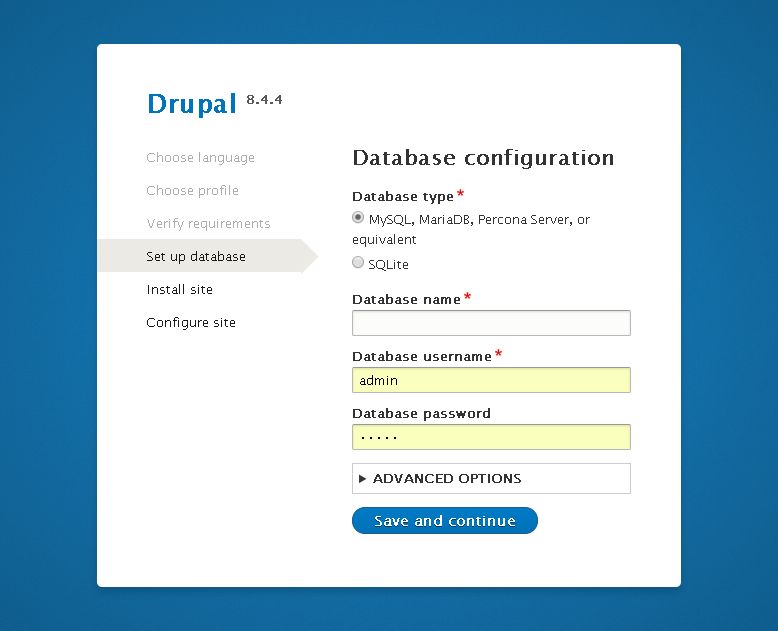 Drupal 8.4.4
Choose language
Choose profile
Verify requirements
Set up database
Install site
Configure site
Database configuration
Database type*
MySQL, MariaDB, Percona Server, or
equivalent
SQLite
Database name*
Database username*
admin
Database password
•••••
ADVANCED OPTIONS
Save and continue